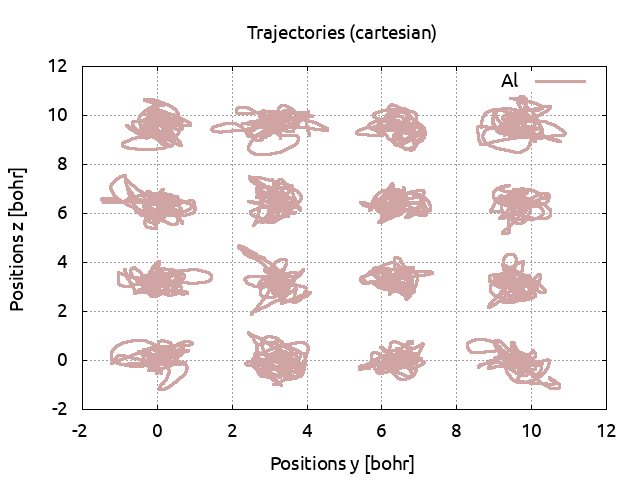 Trajectories (cartesian)
12
Al
10
8
6
4
2
0
-2
-2 0 2 4 6 8 10 12
Positions y [bohr]
Positions z [bohr]